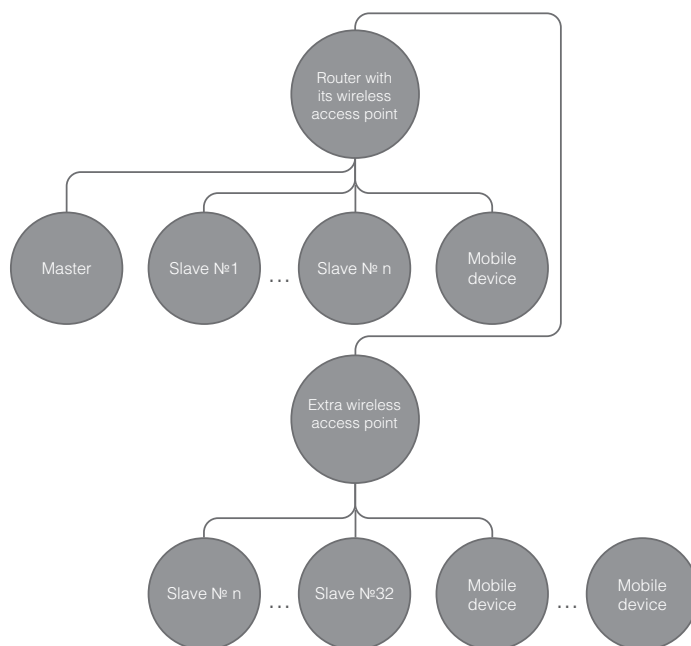 Router with
its wireless
access point
Master
Slave №1
...
Slave № n
Mobile
device
Extra wireless
access point
Slave № n
...
Slave №32
Mobile
device
...
Mobile
device